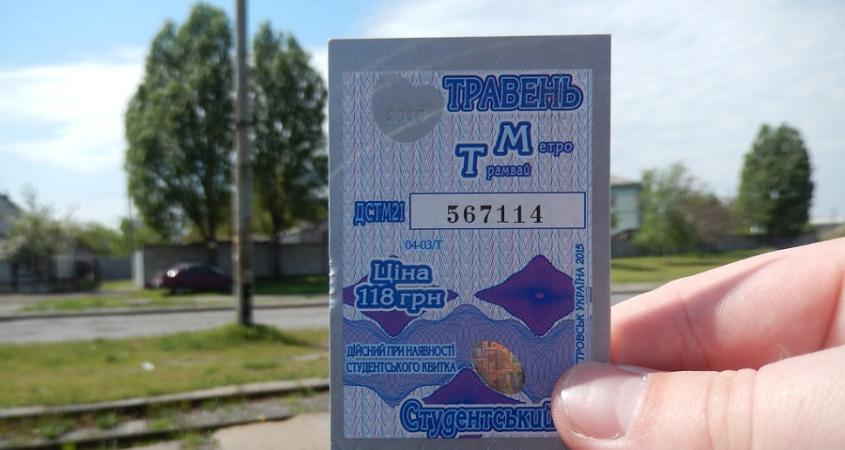 ТРАВЕНЬ
Метро
Трамвай
ДСТМ21
567114
04-03/Т
Ціна
118 грн
ДІЙСНИЙ ПРИ НАЯВНОСТІ
СТУДЕНТСЬКОГО КВИТКА
Студентський
УКРАЇНА 2015